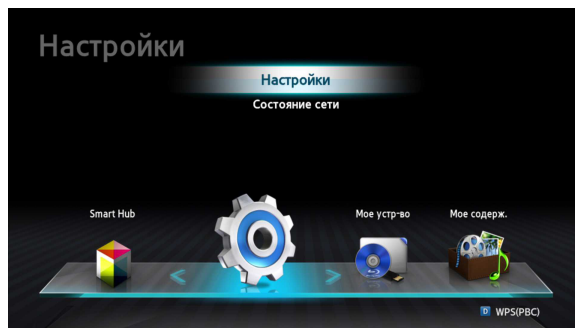 Настройки
Настройки
Состояние сети
Smart Hub
Мое устр-во
Мое содерж.
D WPS(PBC)